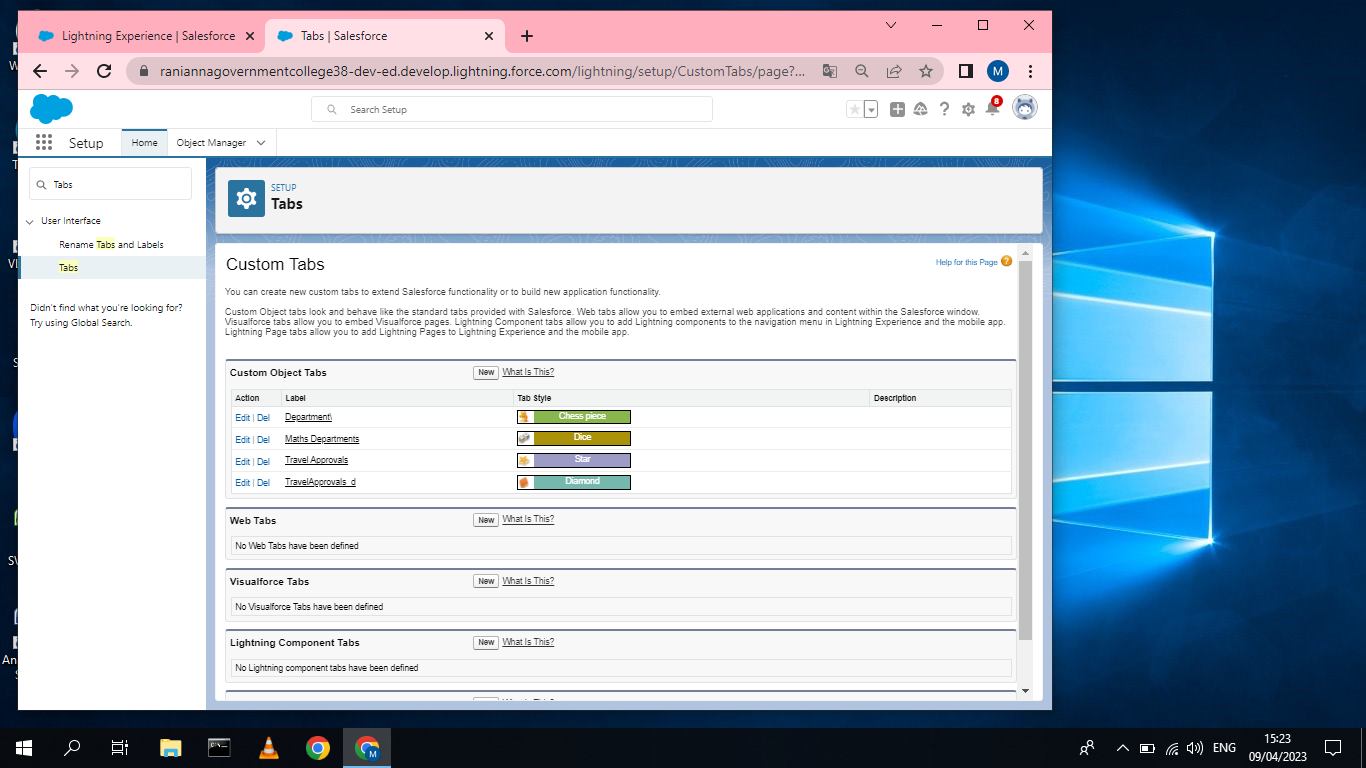 Lightning Experience | Salesforce
Tabs | Salesforce
raniannagovernmentcollege38-dev-ed.develop.lightning.force.com/lightning/setup/CustomTabs/page?...
M
Search Setup
8
Setup
Home
Object Manager
Tabs
User Interface
Rename Tabs and Labels
Tabs
Didn't find what you're looking for?
Try using Global Search.
SETUP
Tabs
Custom Tabs
Help for this Page
You can create new custom tabs to extend Salesforce functionality or to build new application functionality.
Custom Object tabs look and behave like the standard tabs provided with Salesforce. Web tabs allow you to embed external web applications and content within the Salesforce window.
Visualforce tabs allow you to embed Visualforce pages. Lightning Component tabs allow you to add Lightning components to the navigation menu in Lightning Experience and the mobile app.
Lightning Page tabs allow you to add Lightning Pages to Lightning Experience and the mobile app.
Custom Object Tabs New What Is This?
Action Label Tab Style Description
Edit | Del Department\ Chess piece
Edit | Del Maths Departments Dice
Edit | Del Travel Approvals Star
Edit | Del TravelApprovals_d Diamond
Web Tabs New What Is This?
No Web Tabs have been defined
Visualforce Tabs New What Is This?
No Visualforce Tabs have been defined
Lightning Component Tabs New What Is This?
No Lightning component tabs have been defined
M
ENG
15:23
09/04/2023